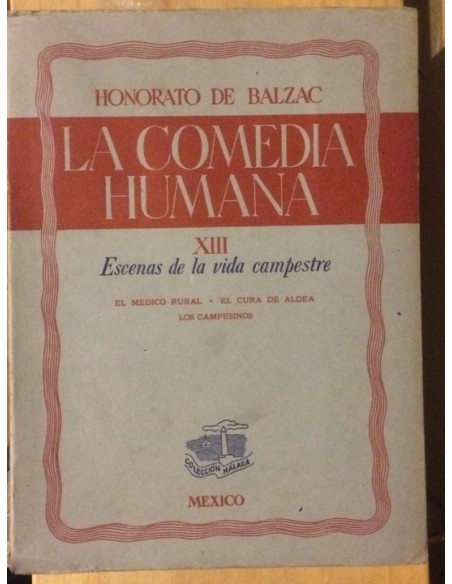 HONORATO DE BALZAC
LA COMEDIA
HUMANA
XIII
Escenas de la vida campestre
EL MEDICO RURAL - EL CURA DE ALDEA
LOS CAMPESINOS
COLECCIÓN MÁLAGA
MEXICO